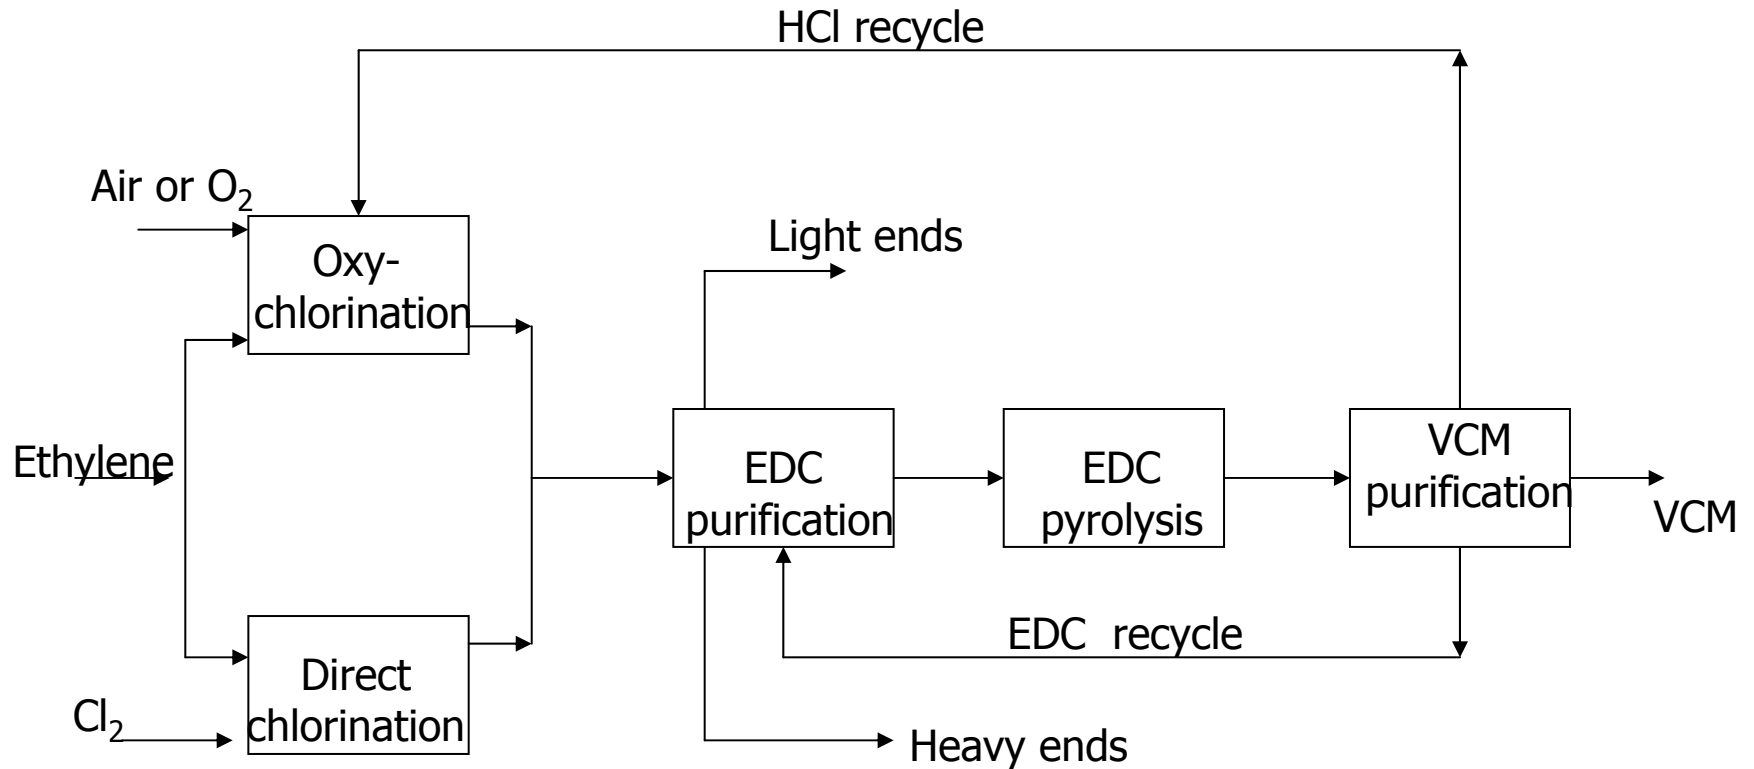 HCl recycle
Air or O₂
Oxy-
chlorination
Light ends
Ethylene
EDC
purification
EDC
pyrolysis
VCM
purification
VCM
EDC recycle
Direct
chlorination
Cl₂
Heavy ends